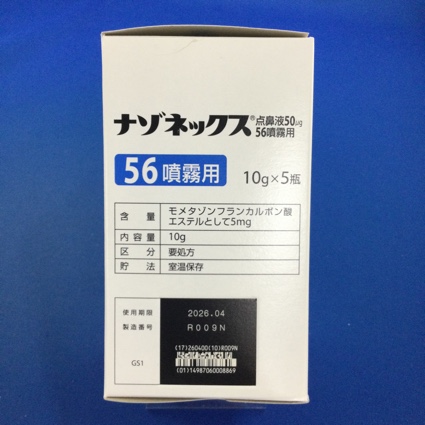 ナゾネックス®点鼻液50μg
56噴霧用
56噴霧用 10g×5瓶
含量 モメタゾンフランカルボン酸
エステルとして5mg
内容量 10g
区分 要処方
貯法 室温保存
使用期限 2026.04
製造番号 R009N
(17)260400(10)R009N
GS1
(01)14987060008869